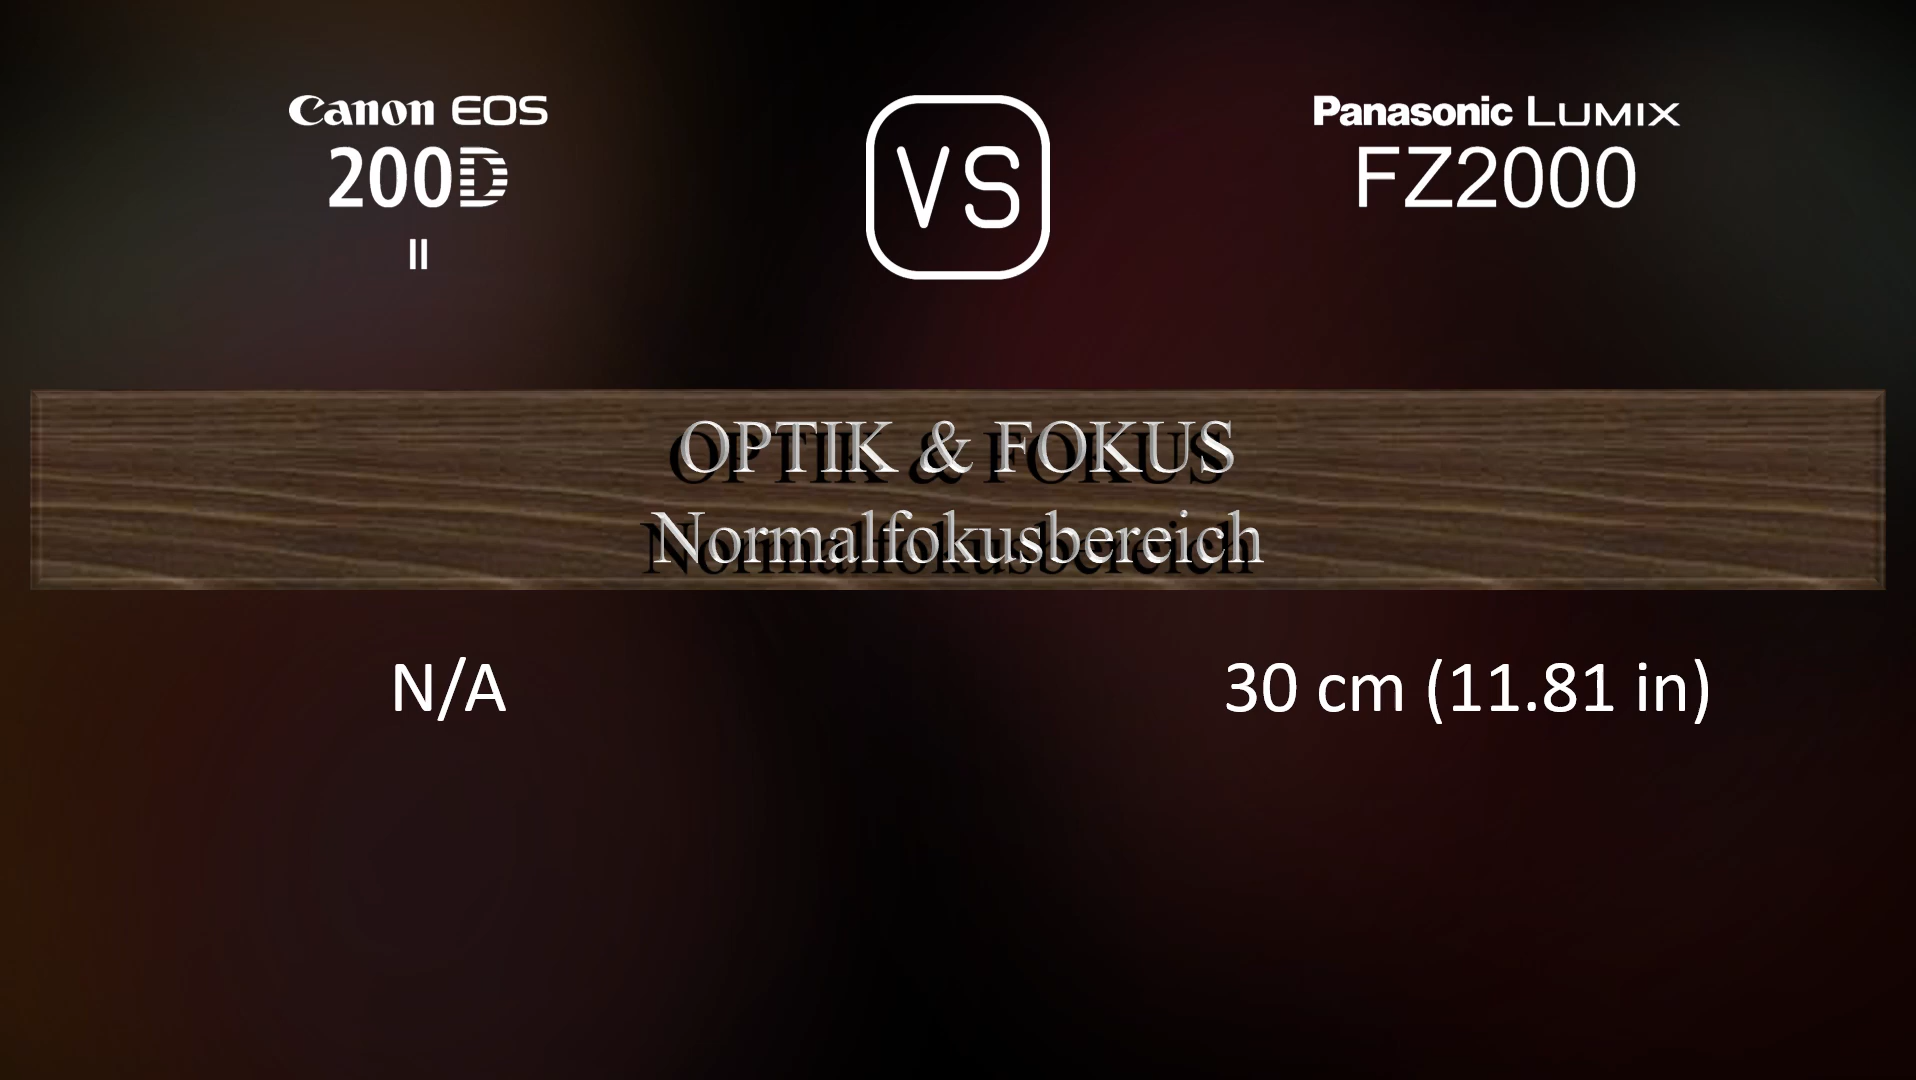 Canon EOS
200D
II
VS
Panasonic LUMIX
FZ2000
OPTIK & FOKUS
Normalfokusbereich
N/A
30 cm (11.81 in)